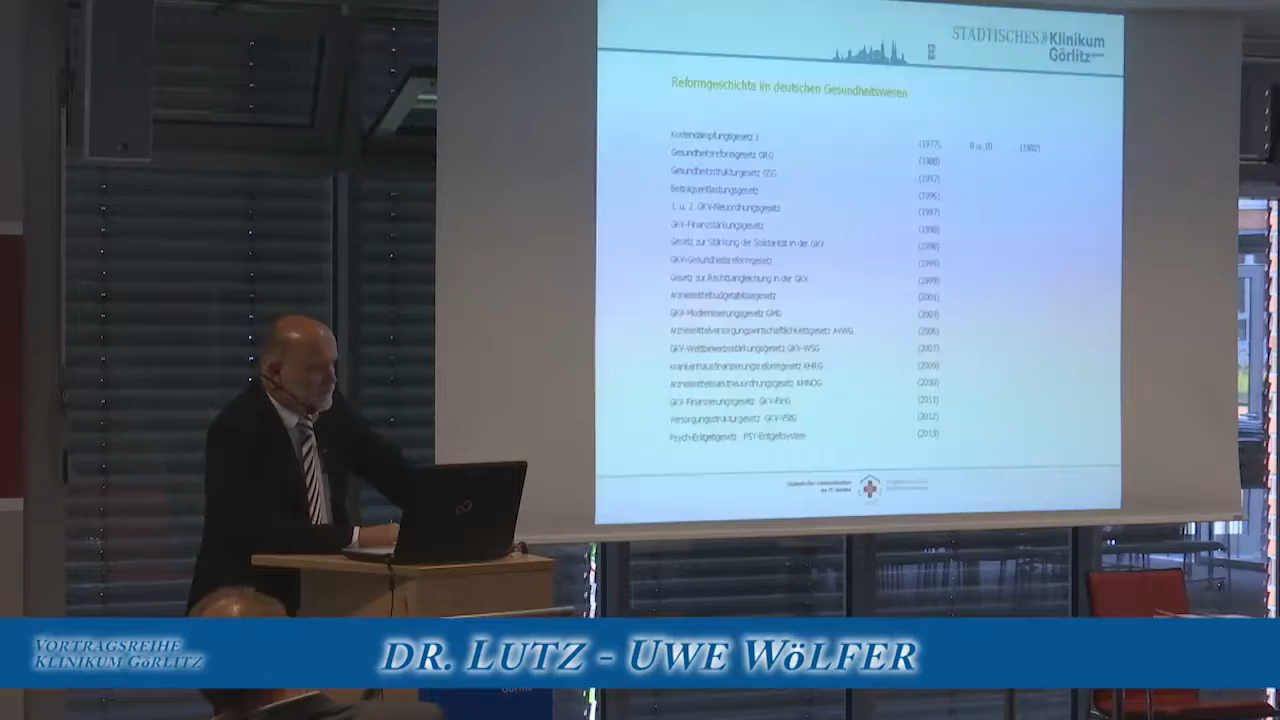 STÄDTISCHES»Klinikum
Görlitz
Reformgeschichte im deutschen Gesundheitswesen
Kostendämpfungsgesetz I (1977), II u. III (1982)
Gesundheitsreformgesetz GRG (1988)
Gesundheitsstrukturgesetz GSG (1992)
Beitragsentlastungsgesetz (1996)
1. u. 2. GKV-Neuordnungsgesetz (1997)
GKV-Finanzstärkungsgesetz (1998)
Gesetz zur Stärkung der Solidarität in der GKV (1998)
GKV-Gesundheitsreformgesetz (1999)
Gesetz zur Rechtsangleichung in der GKV (1999)
Arzneimittelbudgetablösegesetz (2001)
GKV-Modernisierungsgesetz GMG (2003)
Arzneimittelversorgungswirtschaftlichkeitsgesetz AVWG (2006)
GKV-Wettbewerbsstärkungsgesetz GKV-WSG (2007)
Krankenhausfinanzierungsreformgesetz KHRG (2009)
Arzneimittelmarktneuordnungsgesetz AMNOG (2010)
GKV-Finanzierungsgesetz GKV-FinG (2011)
Versorgungsstrukturgesetz GKV-VStG (2012)
Psych-Entgeltgesetz PSY-Entgeltsystem (2013)
VORTRAGSREIHE
KLINIKUM GöRLITZ
DR. LUTZ - UWE WöLFER
Görlitz